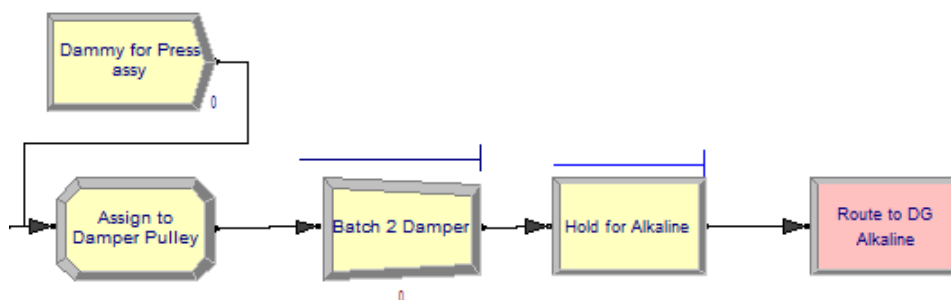 Dammy for Press
assy
0
Assign to
Damper Pulley
Batch 2 Damper
0
Hold for Alkaline
Route to DG
Alkaline